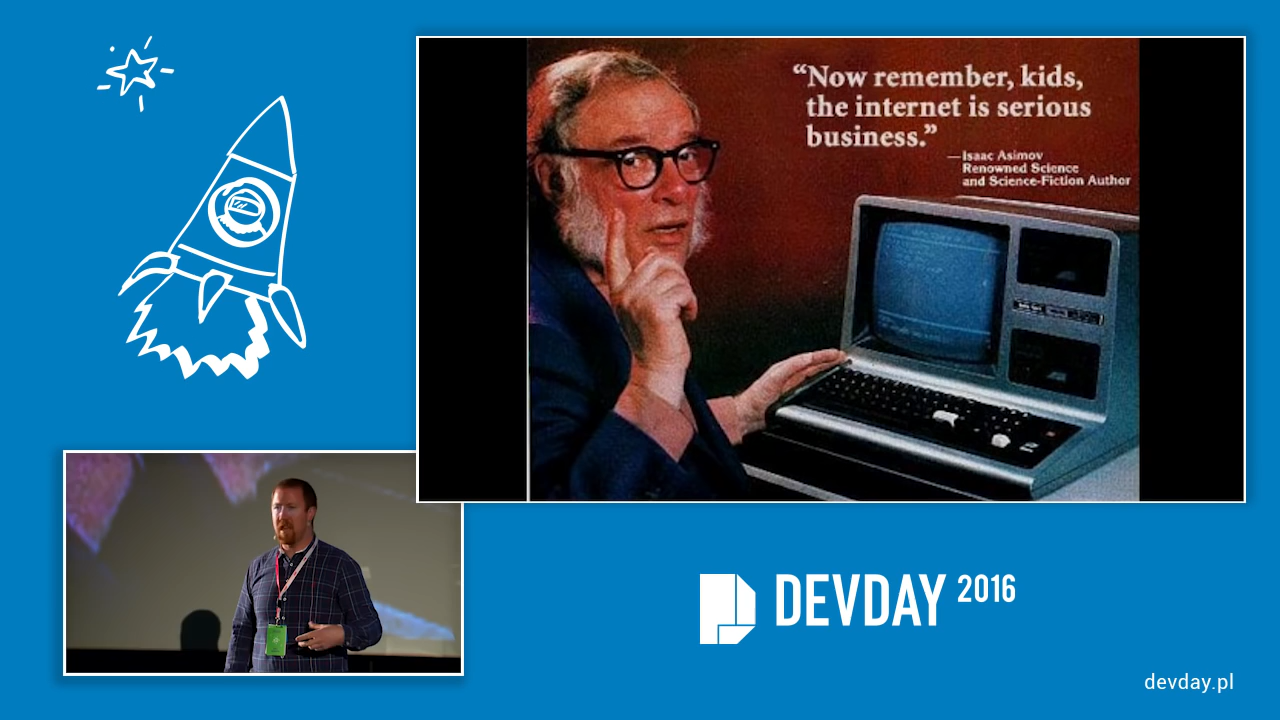 “Now remember, kids,
the internet is serious
business.”
—Isaac Asimov
Renowned Science
and Science-Fiction Author
DEVDAY 2016
devday.pl